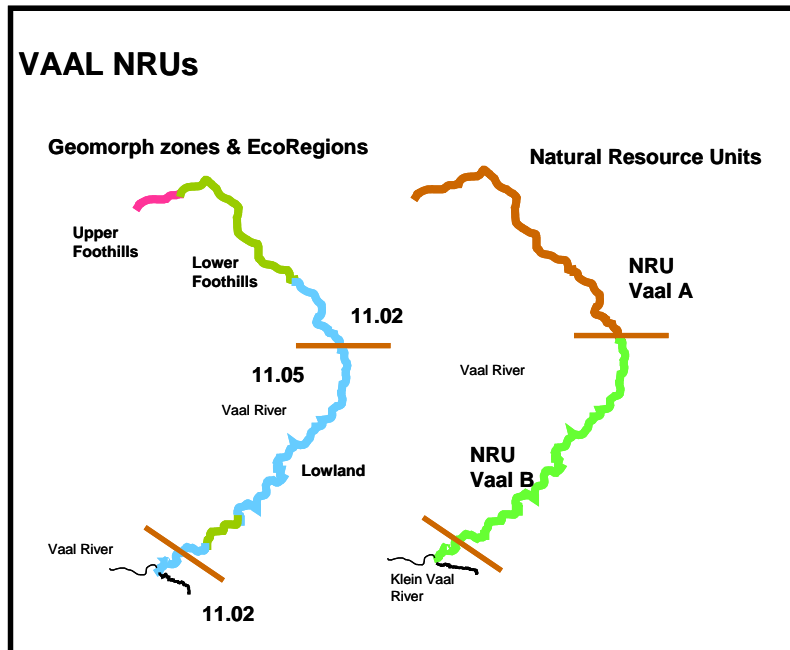 VAAL NRUs
Geomorph zones & EcoRegions
Upper
Foothills
Lower
Foothills
11.02
11.05
Vaal River
Lowland
Vaal River
11.02
Natural Resource Units
NRU
Vaal A
Vaal River
NRU
Vaal B
Klein Vaal
River